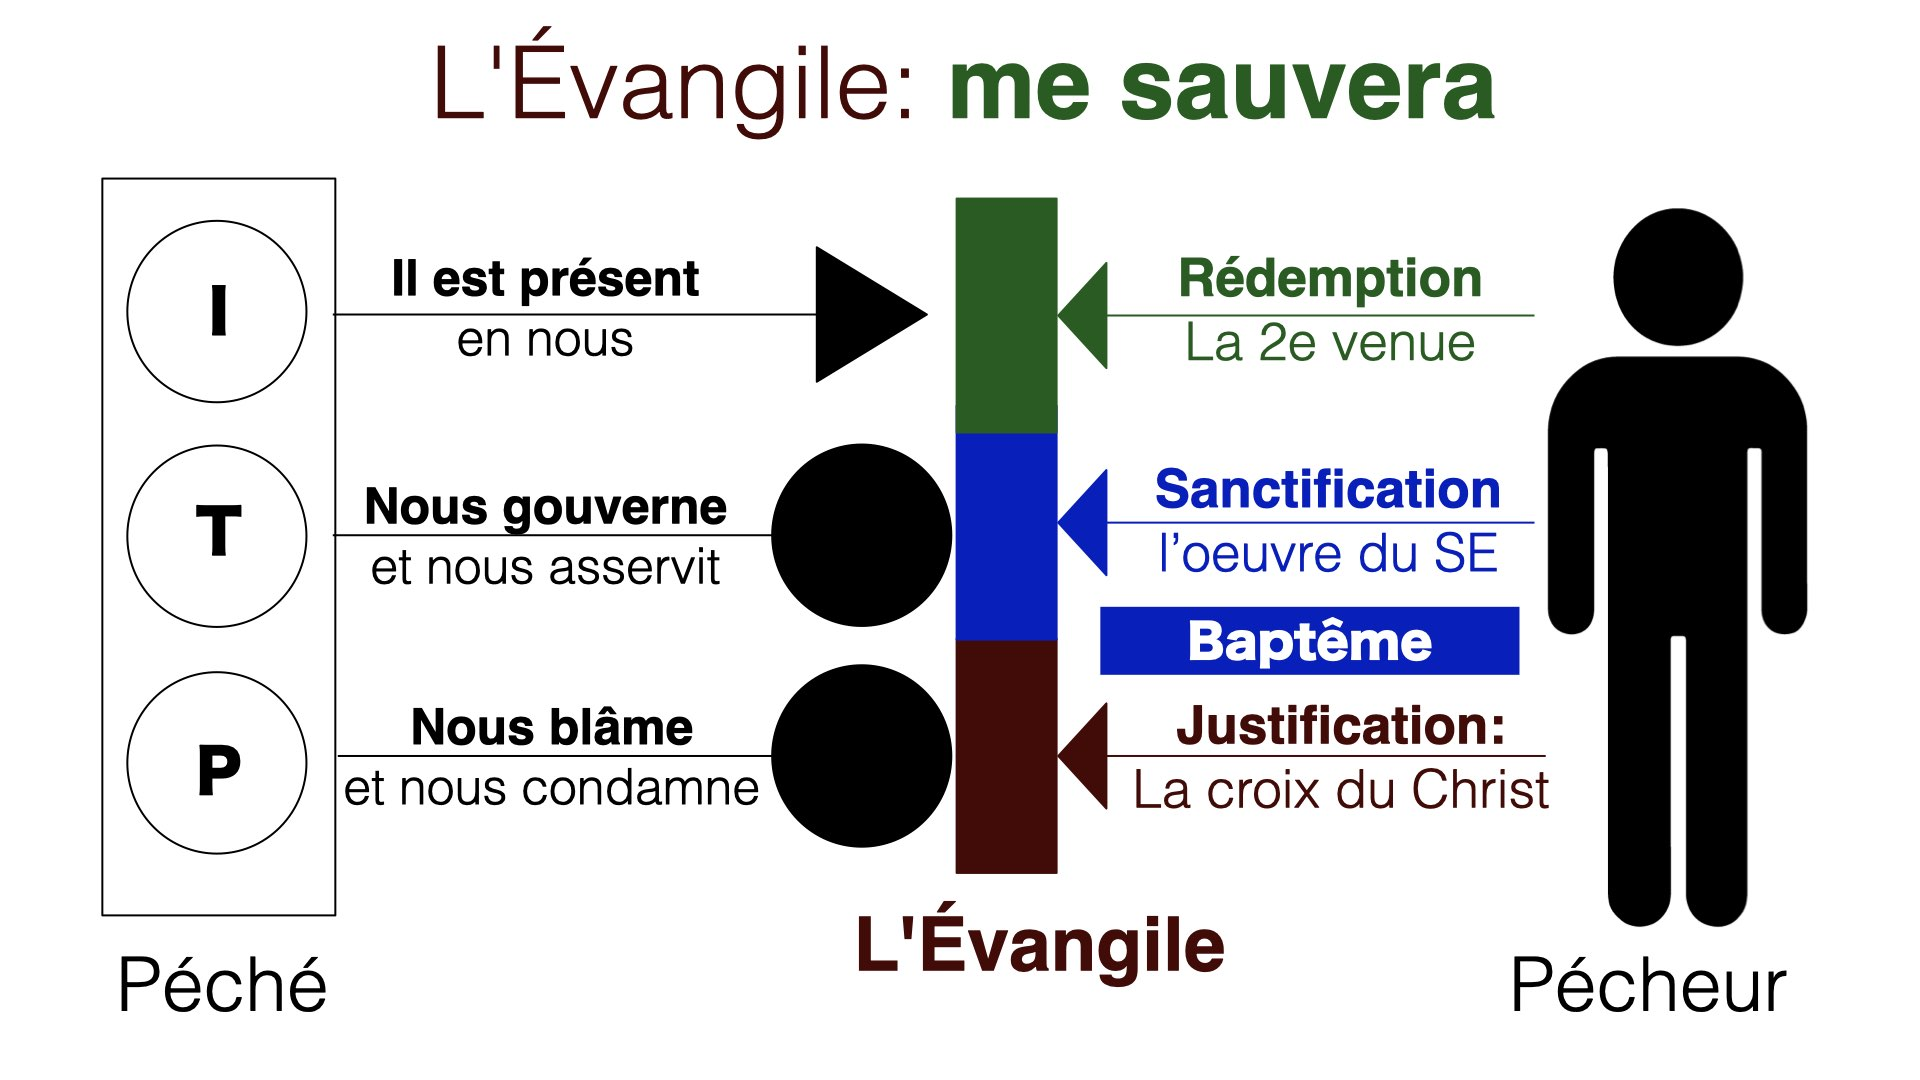 L'Évangile: me sauvera
I
Il est présent
en nous
Rédemption
La 2e venue
T
Nous gouverne
et nous asservit
Sanctification
l’oeuvre du SE
Baptême
P
Nous blâme
et nous condamne
Justification:
La croix du Christ
L'Évangile
Péché
Pécheur